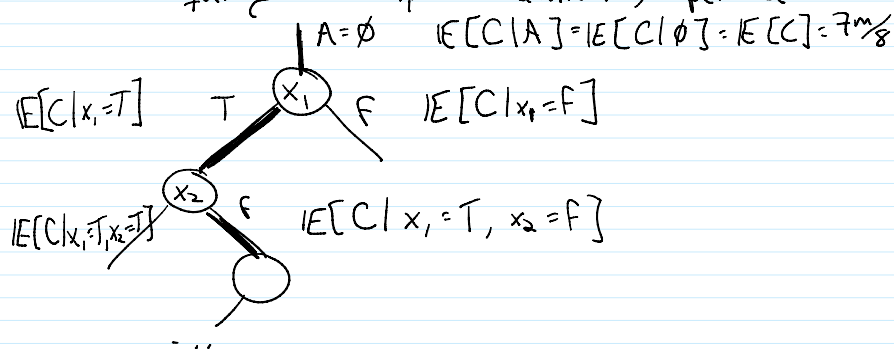 A = ∅ 𝔼[C|A] = 𝔼[C|∅] = 𝔼[C] = 7m/8
x₁
𝔼[C|x₁=T] T F 𝔼[C|x₁=F]
x₂
𝔼[C|x₁=T,x₂=T] F 𝔼[C|x₁=T, x₂=F]